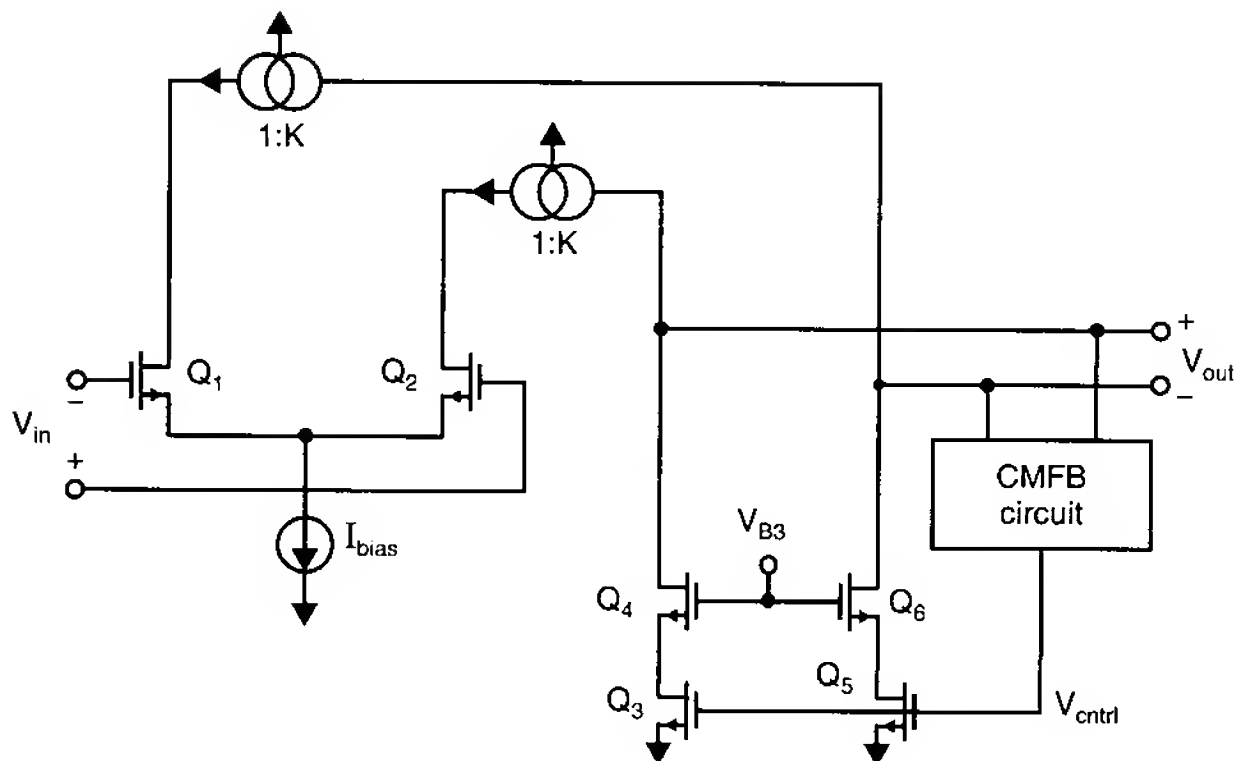 1:K
1:K
Q1
Q2
−
Vin
+
Ibias
+
Vout
−
CMFB
circuit
VB3
Q4
Q6
Q3
Q5
Vcntrl